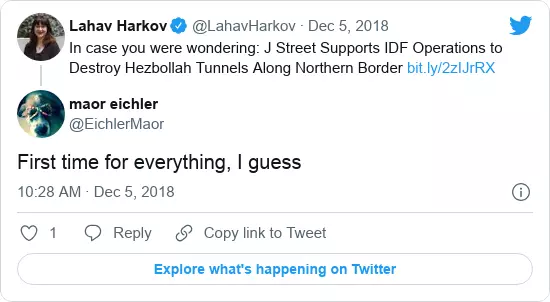 Lahav Harkov @LahavHarkov · Dec 5, 2018
In case you were wondering: J Street Supports IDF Operations to
Destroy Hezbollah Tunnels Along Northern Border bit.ly/2zIJrRX
maor eichler
@EichlerMaor
First time for everything, I guess
10:28 AM · Dec 5, 2018
1 Reply Copy link to Tweet
Explore what's happening on Twitter